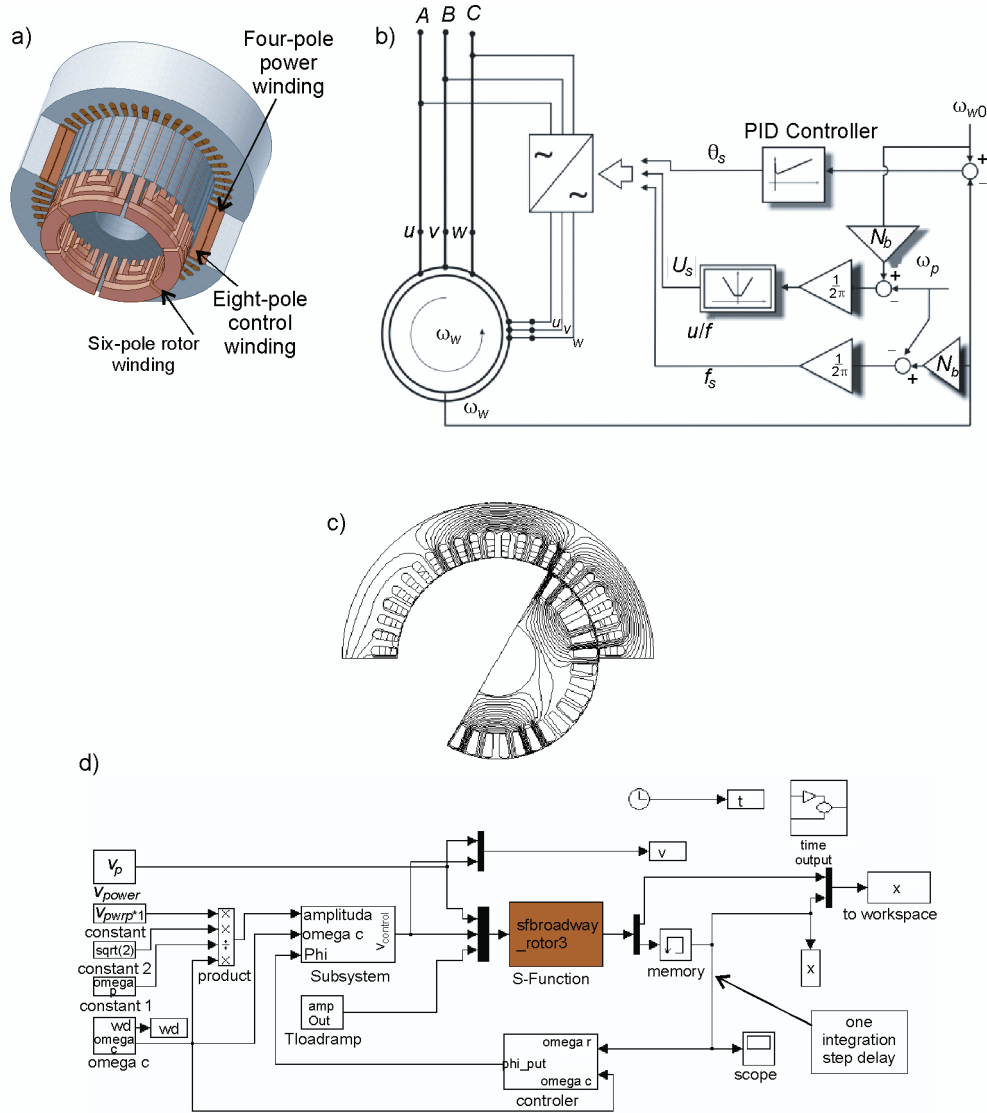 a)
Four-pole
power
winding
Eight-pole
control
winding
Six-pole rotor
winding
b)
A B C
u v w
ω_w
ω_w
u
v
w
~
~
PID Controller
θ_s
ω_w0
+
−
N_b
ω_p
+
−
U_s
u/f
1/2π
f_s
1/2π
−
+
N_b
c)
d)
v_p
v_power
v_pwrp*1
constant
sqrt(2)
constant 2
omega
p
constant 1
wd
omega
c
omega c
wd
×
×
÷
×
product
amplituda
omega c
Phi
v_control
Subsystem
amp
Out
Tloadramp
sfbroadway
_rotor3
S-Function
memory
t
v
time
output
x
to workspace
x
one
integration
step delay
scope
omega r
phi_put
omega c
controler